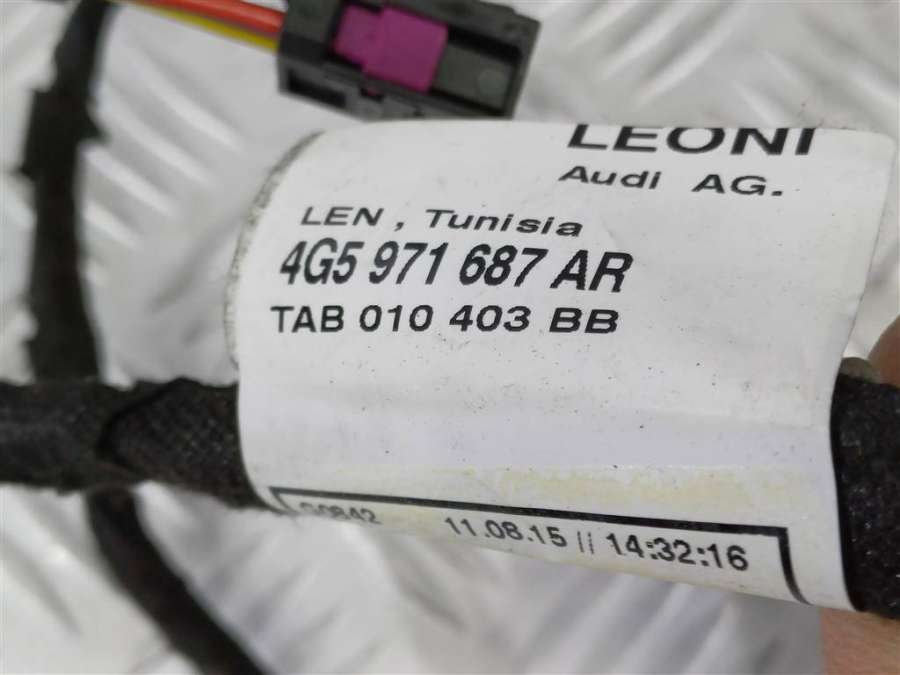 LEONI
Audi AG.
LEN , Tunisia
4G5 971 687 AR
TAB 010 403 BB
11.08.15 // 14:32:16